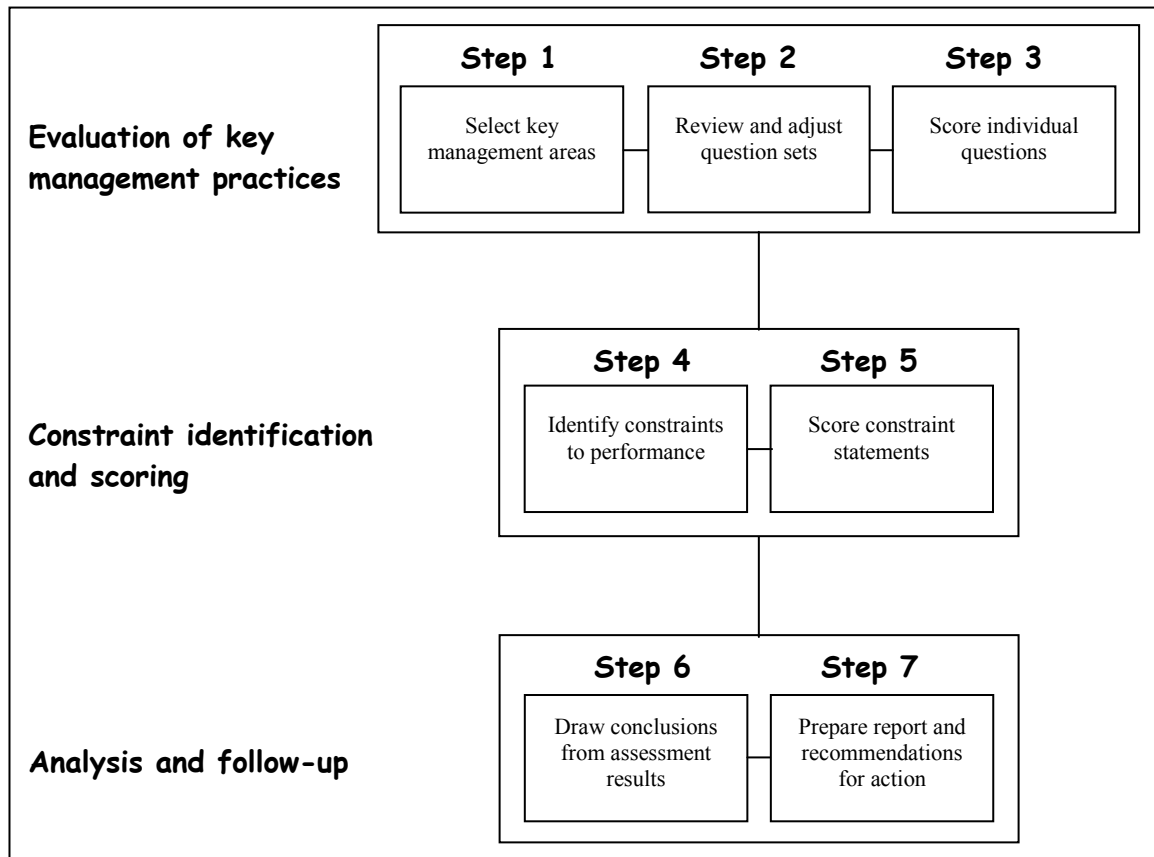 Step 1
Step 2
Step 3
Evaluation of key
management practices
Select key
management areas
Review and adjust
question sets
Score individual
questions
Step 4
Step 5
Constraint identification
and scoring
Identify constraints
to performance
Score constraint
statements
Step 6
Step 7
Analysis and follow-up
Draw conclusions
from assessment
results
Prepare report and
recommendations
for action